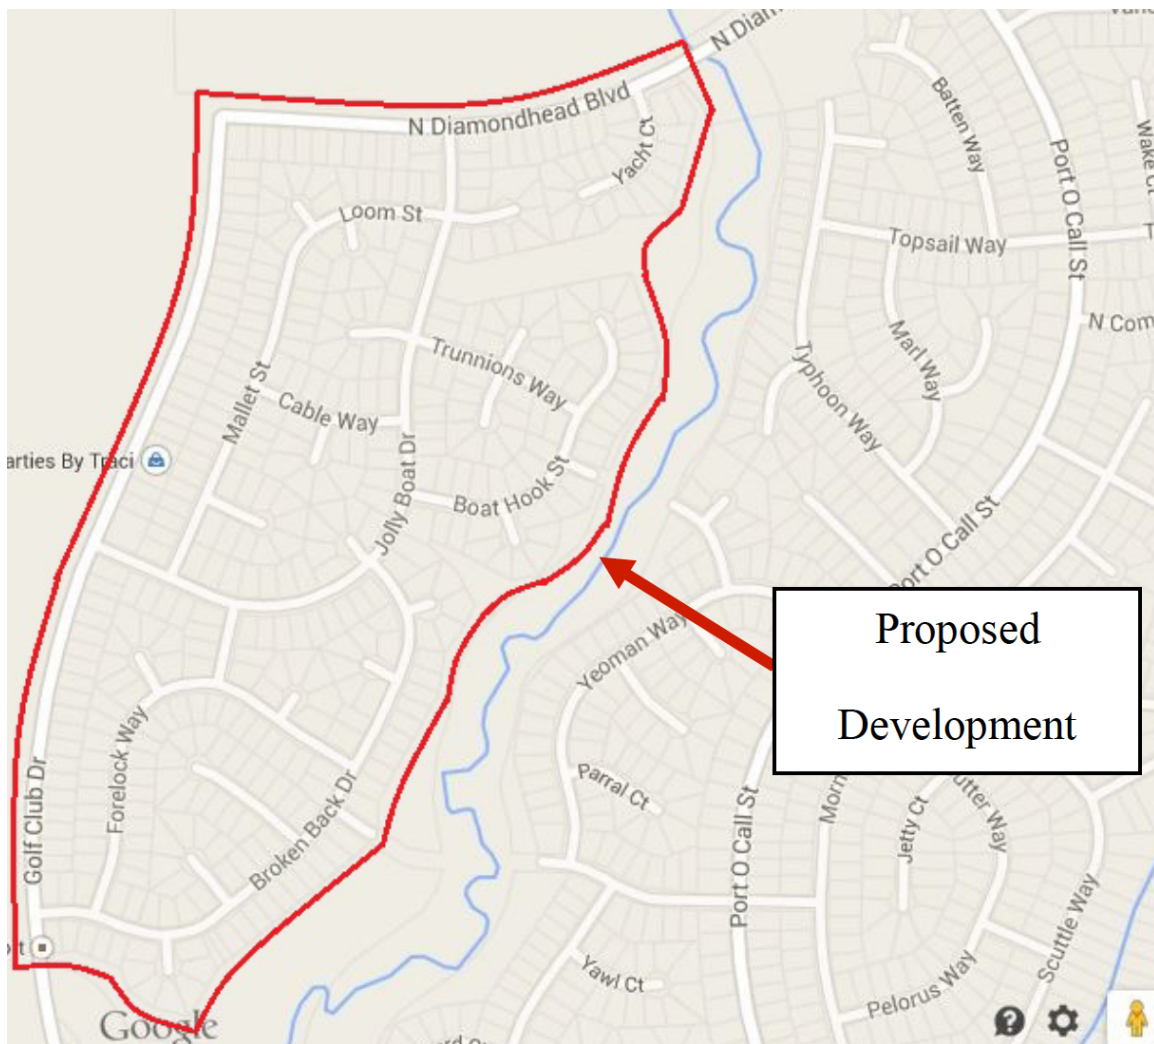 N Diam
N Diamondhead Blvd
Batten Way
Port O Call St
Wake Ct
Yacht Ct
Loom St
Topsail Way
N Com
Marl Way
Trunnions Way
Typhoon Way
Mallet St
Cable Way
arties By Traci
Jolly Boat Dr
Boat Hook St
Port O Call St
Proposed
Development
Yeoman Way
Forelock Way
Golf Club Dr
Parral Ct
Broken Back Dr
Port O Call St
Morn
Jetty Ct
utter Way
Scuttle Way
Yawl Ct
Pelorus Way
Google